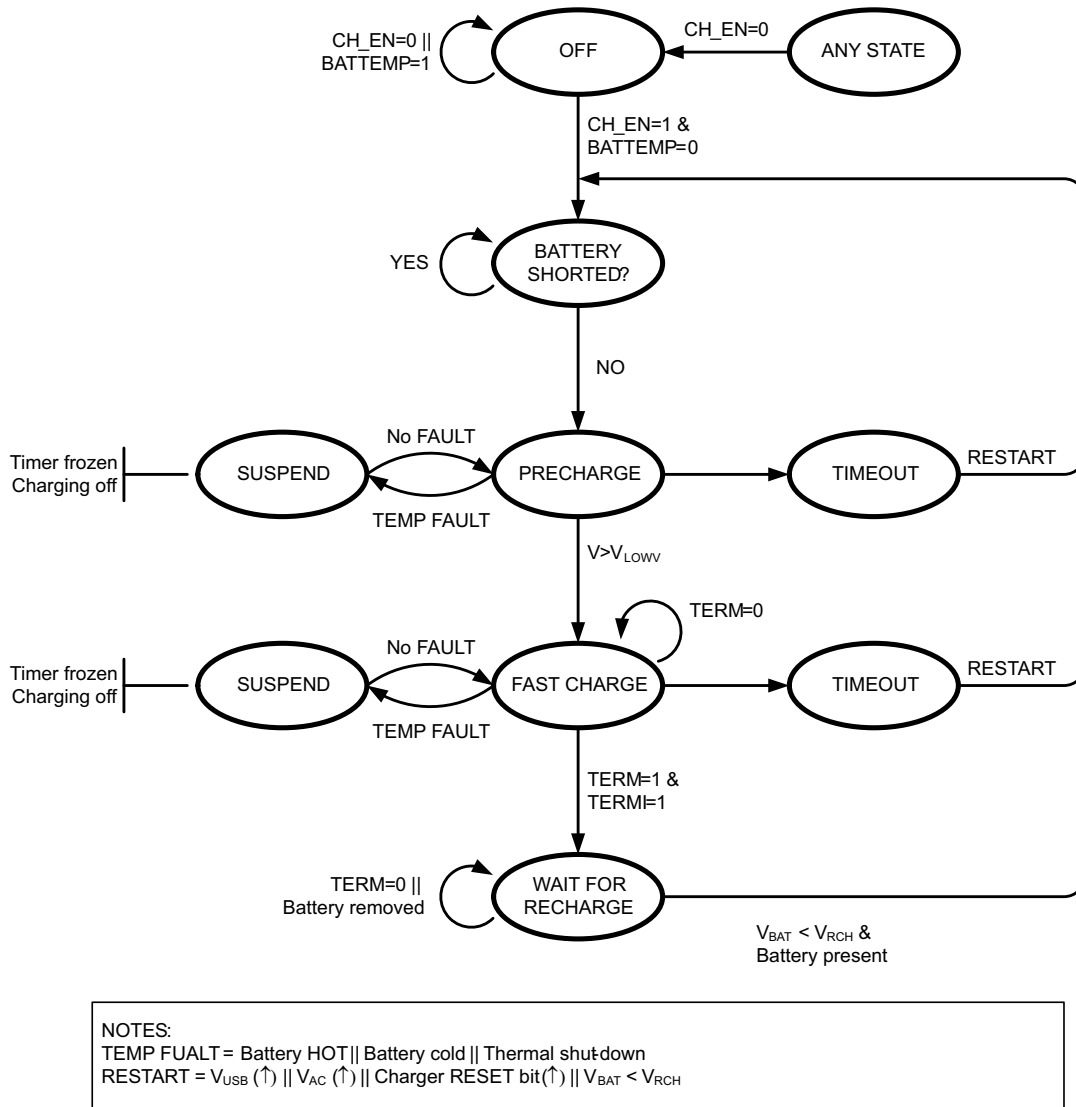 CH_EN=0 ||
BATTEMP=1
OFF
CH_EN=0
ANY STATE
CH_EN=1 &
BATTEMP=0
YES
BATTERY
SHORTED?
NO
Timer frozen
Charging off
SUSPEND
No FAULT
TEMP FAULT
PRECHARGE
TIMEOUT
RESTART
V>VLOWV
TERM=0
Timer frozen
Charging off
SUSPEND
No FAULT
TEMP FAULT
FAST CHARGE
TIMEOUT
RESTART
TERM=1 &
TERMI=1
TERM=0 ||
Battery removed
WAIT FOR
RECHARGE
VBAT < VRCH &
Battery present
NOTES:
TEMP FUALT = Battery HOT || Battery cold || Thermal shut-down
RESTART = VUSB (↑) || VAC (↑) || Charger RESET bit(↑) || VBAT < VRCH